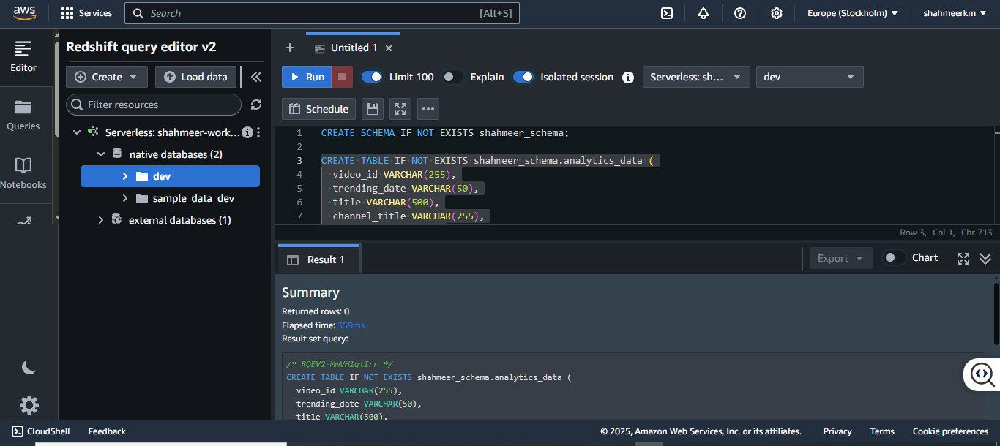 aws
Services
Search
[Alt+S]
Europe (Stockholm)
shahmeerkm
Editor
Queries
Notebooks
Redshift query editor v2
Create
Load data
Filter resources
Serverless: shahmeer-work...
native databases (2)
dev
sample_data_dev
external databases (1)
Untitled 1
Run
Limit 100
Explain
Isolated session
Serverless: sh...
dev
Schedule
1 CREATE SCHEMA IF NOT EXISTS shahmeer_schema;
2
3 CREATE TABLE IF NOT EXISTS shahmeer_schema.analytics_data (
4 video_id VARCHAR(255),
5 trending_date VARCHAR(50),
6 title VARCHAR(500),
7 channel_title VARCHAR(255),
Row 3, Col 1, Chr 713
Result 1
Export
Chart
Summary
Returned rows: 0
Elapsed time: 359ms
Result set query:
/* RQEV2-MmVH1giIrr */
CREATE TABLE IF NOT EXISTS shahmeer_schema.analytics_data (
video_id VARCHAR(255),
trending_date VARCHAR(50),
title VARCHAR(500),
CloudShell
Feedback
© 2025, Amazon Web Services, Inc. or its affiliates.
Privacy
Terms
Cookie preferences